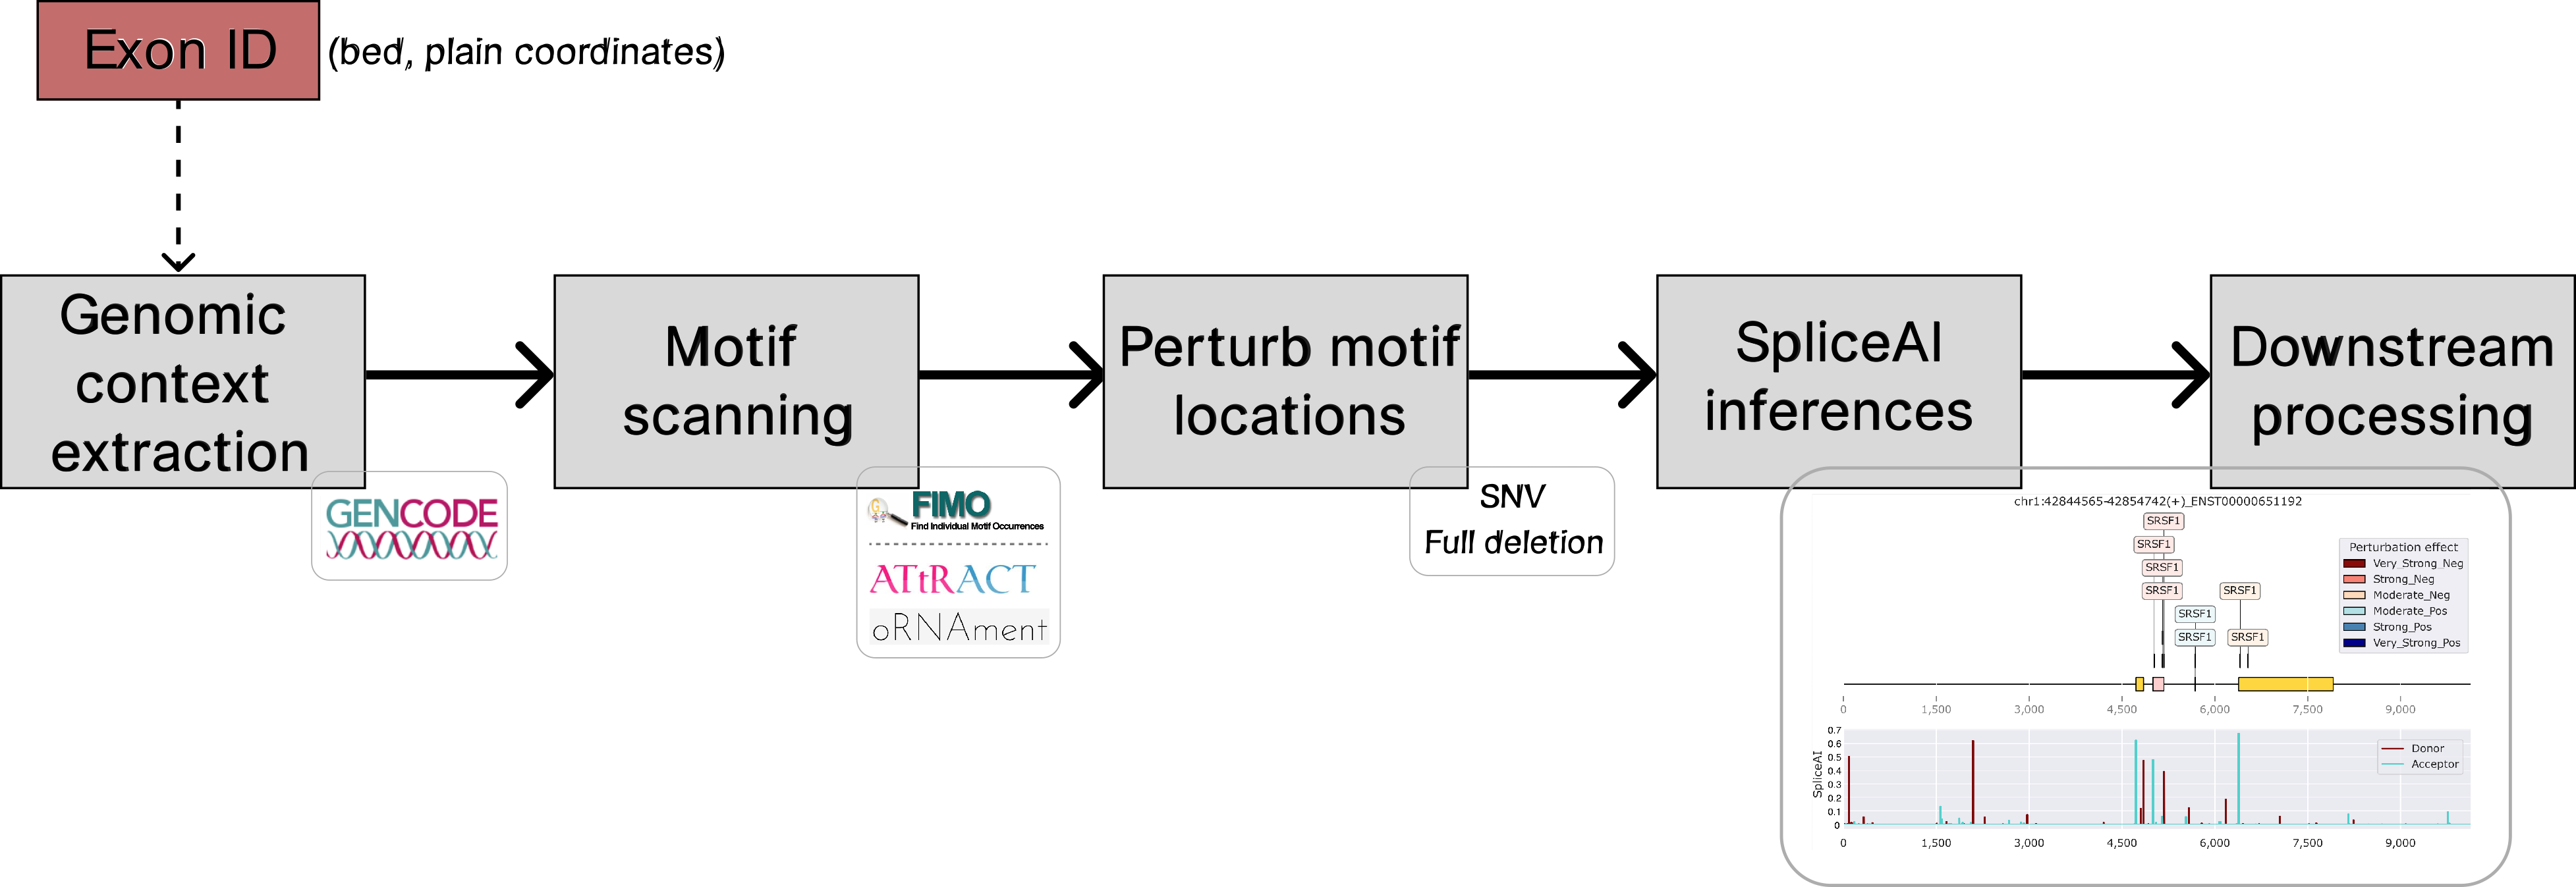 Exon ID
(bed, plain coordinates)
Genomic
context
extraction
Motif
scanning
Perturb motif
locations
SpliceAI
inferences
Downstream
processing
GENCODE
G
FIMO
Find Individual Motif Occurrences
ATtRACT
oRNAment
SNV
Full deletion
chr1:42844565-42854742(+)_ENST00000651192
SRSF1
SRSF1
SRSF1
SRSF1
SRSF1
SRSF1
SRSF1
SRSF1
Perturbation effect
Very_Strong_Neg
Strong_Neg
Moderate_Neg
Moderate_Pos
Strong_Pos
Very_Strong_Pos
0 1,500 3,000 4,500 6,000 7,500 9,000
SpliceAI
0.7
0.6
0.5
0.4
0.3
0.2
0.1
0
Donor
Acceptor
0 1,500 3,000 4,500 6,000 7,500 9,000